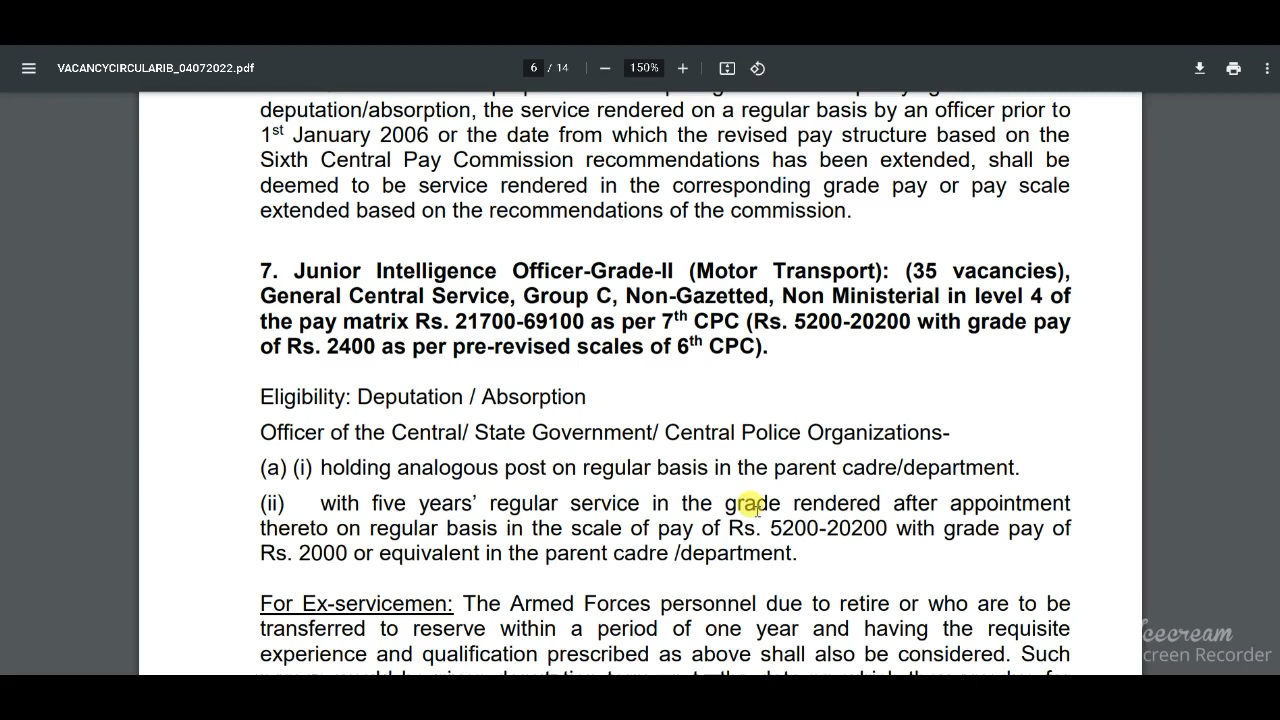 VACANCYCIRCULARIB_04072022.pdf
6 / 14
150%
deputation/absorption, the service rendered on a regular basis by an officer prior to
1st January 2006 or the date from which the revised pay structure based on the
Sixth Central Pay Commission recommendations has been extended, shall be
deemed to be service rendered in the corresponding grade pay or pay scale
extended based on the recommendations of the commission.
7. Junior Intelligence Officer-Grade-II (Motor Transport): (35 vacancies),
General Central Service, Group C, Non-Gazetted, Non Ministerial in level 4 of
the pay matrix Rs. 21700-69100 as per 7th CPC (Rs. 5200-20200 with grade pay
of Rs. 2400 as per pre-revised scales of 6th CPC).
Eligibility: Deputation / Absorption
Officer of the Central/ State Government/ Central Police Organizations-
(a) (i) holding analogous post on regular basis in the parent cadre/department.
(ii) with five years’ regular service in the grade rendered after appointment
thereto on regular basis in the scale of pay of Rs. 5200-20200 with grade pay of
Rs. 2000 or equivalent in the parent cadre /department.
For Ex-servicemen: The Armed Forces personnel due to retire or who are to be
transferred to reserve within a period of one year and having the requisite
experience and qualification prescribed as above shall also be considered. Such
Icecream
Screen Recorder